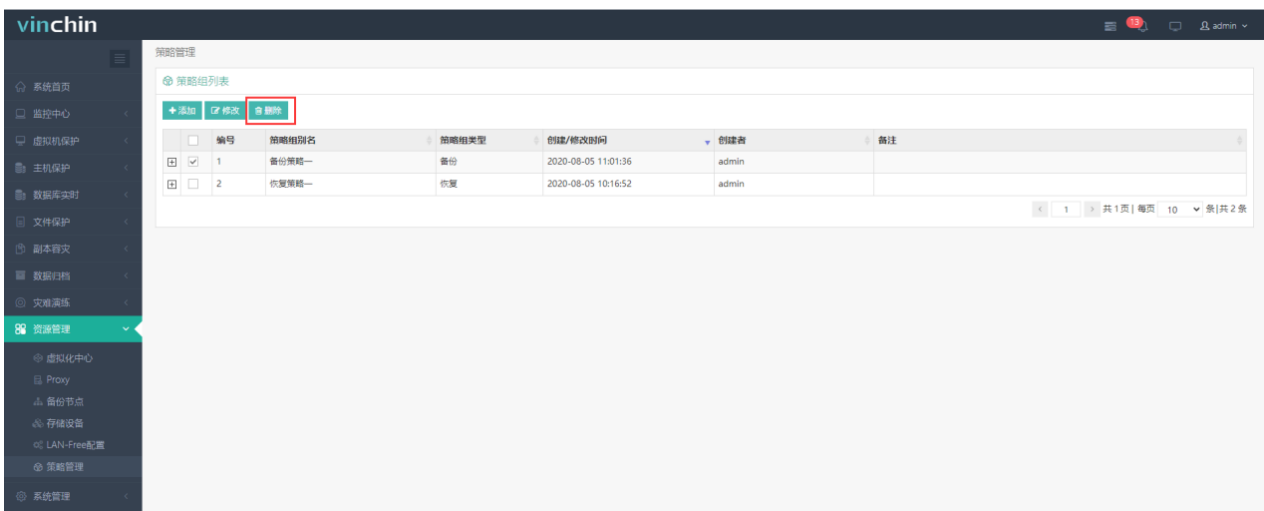 vinchin
13
admin
系统首页
监控中心
虚拟机保护
主机保护
数据库实时
文件保护
副本容灾
数据归档
灾难演练
资源管理
虚拟化中心
Proxy
备份节点
存储设备
LAN-Free配置
策略管理
系统管理
策略管理
策略组列表
添加 修改 删除
编号 策略组别名 策略组类型 创建/修改时间 创建者 备注
1 备份策略一 备份 2020-08-05 11:01:36 admin
2 恢复策略一 恢复 2020-08-05 10:16:52 admin
1 共1页| 每页 10 条|共2条